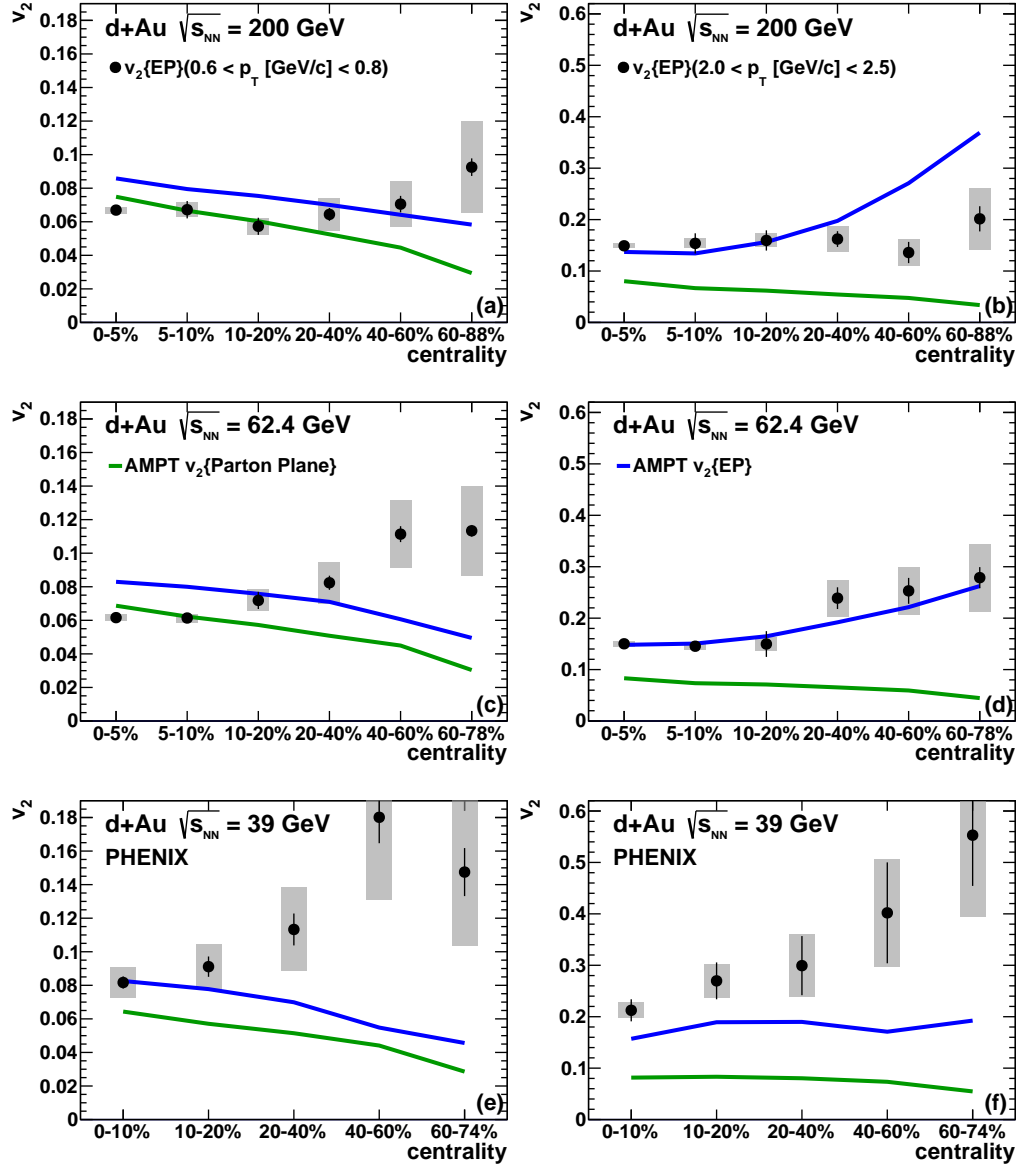 v2
d+Au √sNN = 200 GeV
v2{EP}(0.6 < pT [GeV/c] < 0.8)
0.18
0.16
0.14
0.12
0.1
0.08
0.06
0.04
0.02
0
(a)
0-5% 5-10% 10-20% 20-40% 40-60% 60-88%
centrality
v2
d+Au √sNN = 200 GeV
v2{EP}(2.0 < pT [GeV/c] < 2.5)
0.6
0.5
0.4
0.3
0.2
0.1
0
(b)
0-5% 5-10% 10-20% 20-40% 40-60% 60-88%
centrality
v2
d+Au √sNN = 62.4 GeV
AMPT v2{Parton Plane}
0.18
0.16
0.14
0.12
0.1
0.08
0.06
0.04
0.02
0
(c)
0-5% 5-10% 10-20% 20-40% 40-60% 60-78%
centrality
v2
d+Au √sNN = 62.4 GeV
AMPT v2{EP}
0.6
0.5
0.4
0.3
0.2
0.1
0
(d)
0-5% 5-10% 10-20% 20-40% 40-60% 60-78%
centrality
v2
d+Au √sNN = 39 GeV
PHENIX
0.18
0.16
0.14
0.12
0.1
0.08
0.06
0.04
0.02
0
(e)
0-10% 10-20% 20-40% 40-60% 60-74%
centrality
v2
d+Au √sNN = 39 GeV
PHENIX
0.6
0.5
0.4
0.3
0.2
0.1
0
(f)
0-10% 10-20% 20-40% 40-60% 60-74%
centrality